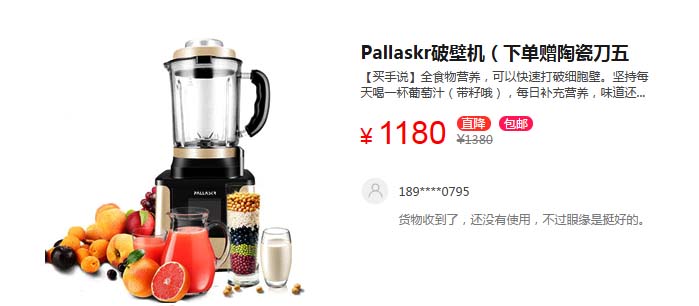 Pallaskr破壁机（下单赠陶瓷刀五
【买手说】全食物营养，可以快速打破细胞壁。坚持每
天喝一杯葡萄汁（带籽哦），每日补充营养，味道还...
¥ 1180 直降 包邮
¥1380
PALLASKR
189****0795
货物收到了，还没有使用，不过眼缘是挺好的。